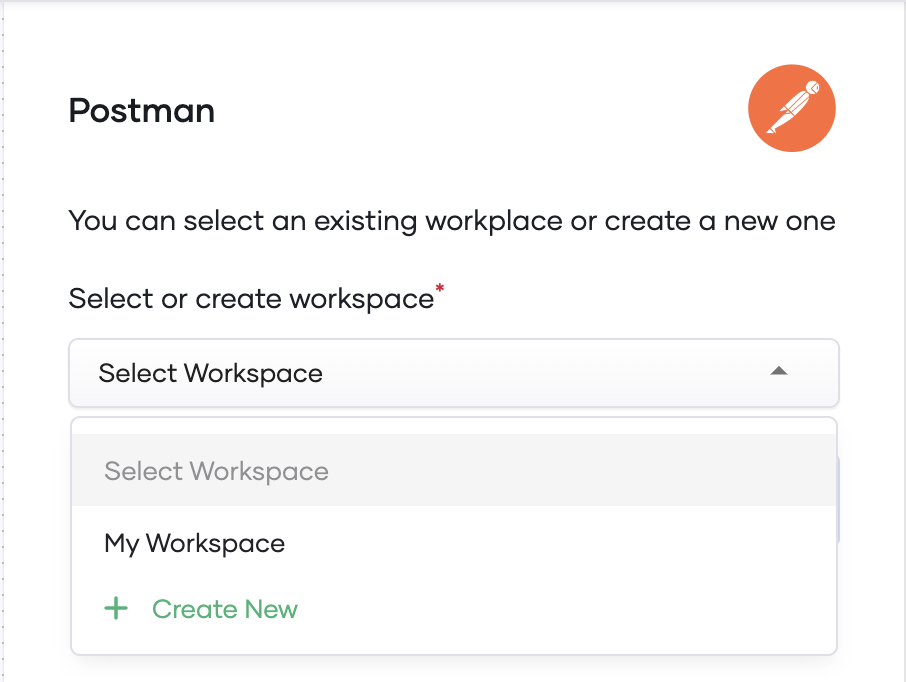 Postman
You can select an existing workplace or create a new one
Select or create workspace*
Select Workspace
Select Workspace
My Workspace
+ Create New